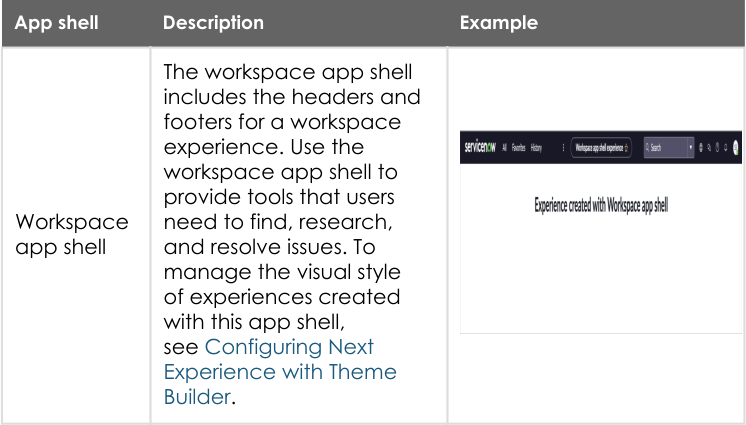 App shell
Description
Example
Workspace
app shell
The workspace app shell
includes the headers and
footers for a workspace
experience. Use the
workspace app shell to
provide tools that users
need to find, research,
and resolve issues. To
manage the visual style
of experiences created
with this app shell,
see Configuring Next
Experience with Theme
Builder.
servicenow All Favorites History Workspace app shell experience Search
Experience created with Workspace app shell